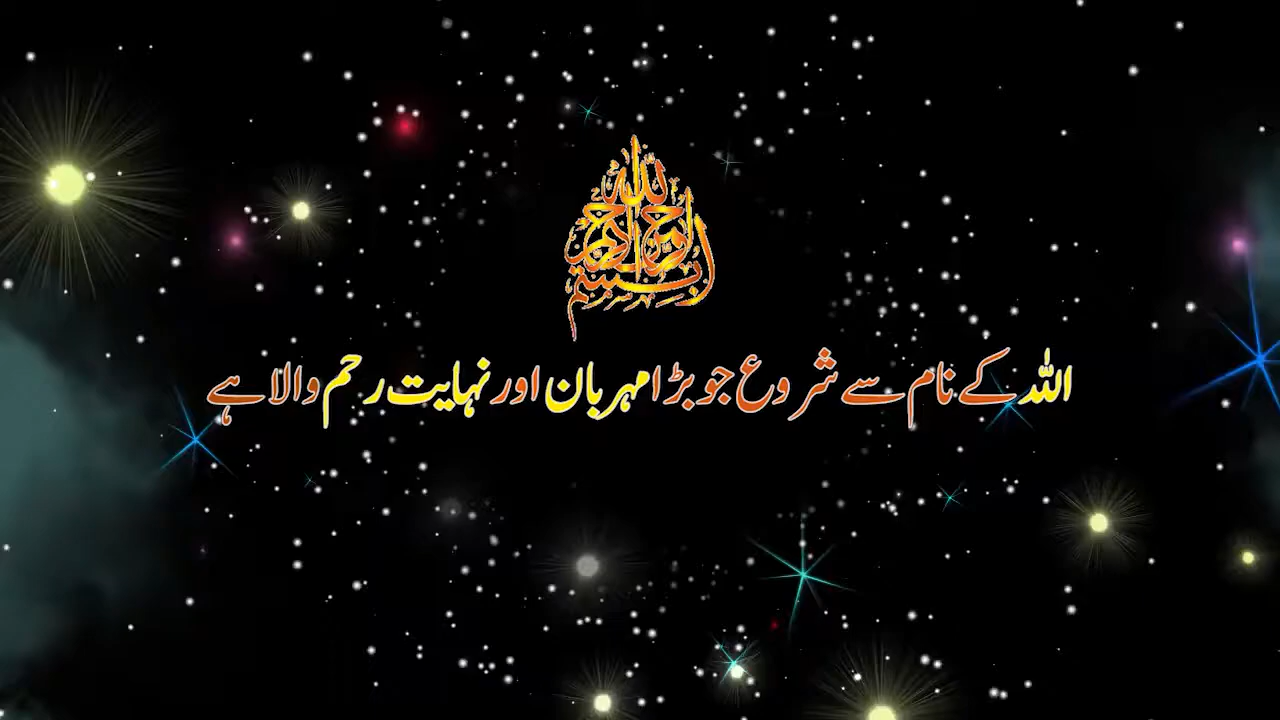 بسم الله الرحمن الرحيم
اللہ کے نام سے شروع جو بڑا مہربان اور نہایت رحم والا ہے